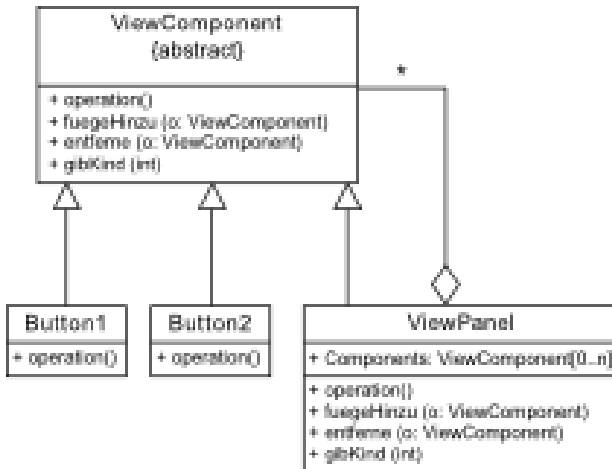 ViewComponent
{abstract}
*
+ operation()
+ fuegeHinzu (o: ViewComponent)
+ entferne (o: ViewComponent)
+ gibKind (int)
Button1
+ operation()
Button2
+ operation()
ViewPanel
+ Components: ViewComponent[0..n]
+ operation()
+ fuegeHinzu (o: ViewComponent)
+ entferne (o: ViewComponent)
+ gibKind (int)